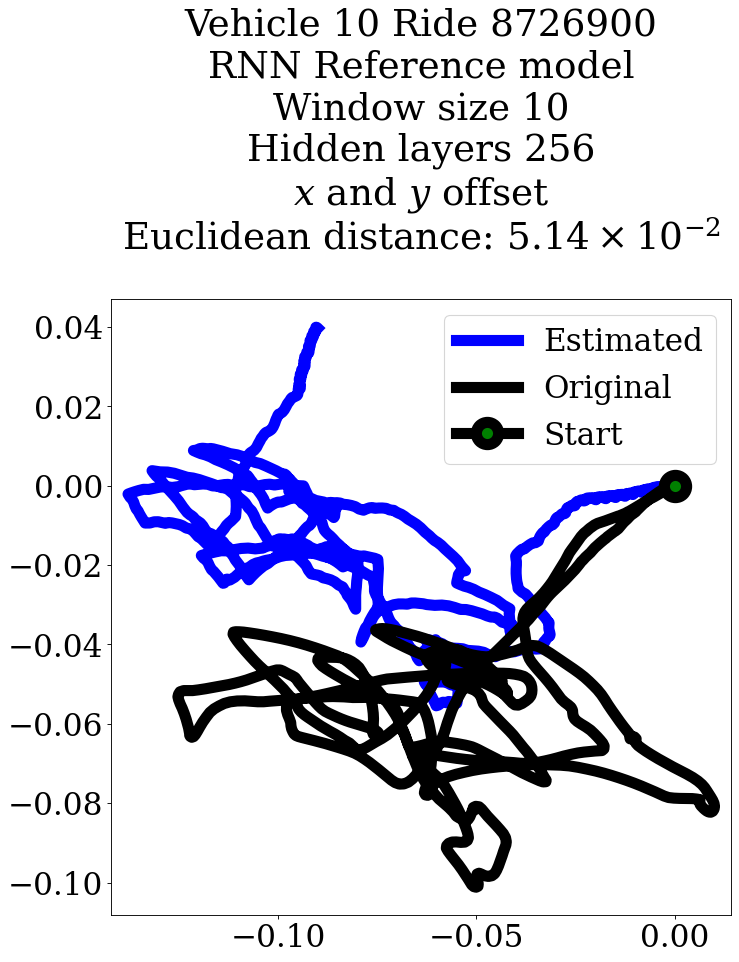 Vehicle 10 Ride 8726900
RNN Reference model
Window size 10
Hidden layers 256
x and y offset
Euclidean distance: 5.14 × 10⁻²
Estimated
Original
Start
0.04
0.02
0.00
−0.02
−0.04
−0.06
−0.08
−0.10
−0.10 −0.05 0.00